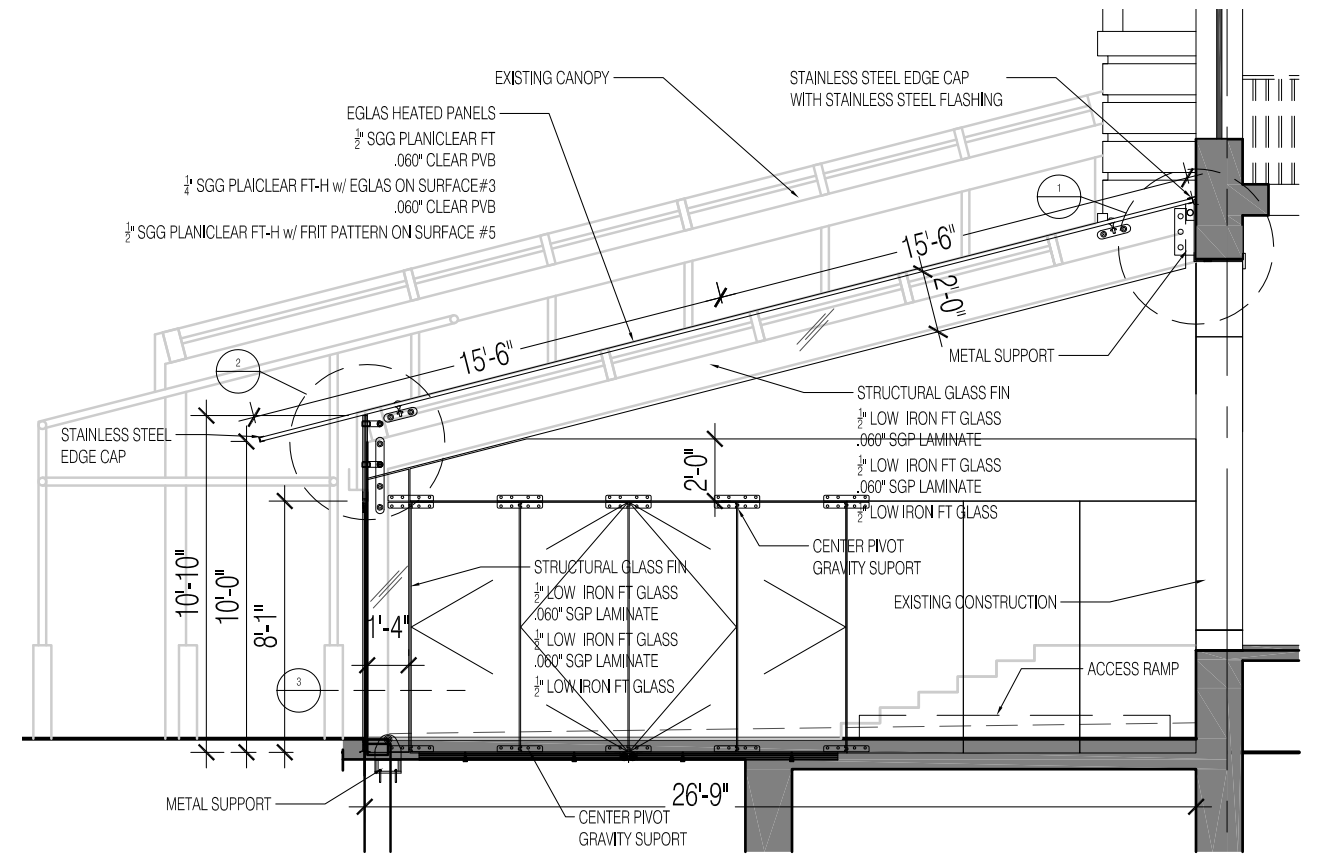 EXISTING CANOPY
STAINLESS STEEL EDGE CAP
WITH STAINLESS STEEL FLASHING
EGLAS HEATED PANELS
1/2" SGG PLANICLEAR FT
.060" CLEAR PVB
1/4" SGG PLAICLEAR FT-H w/ EGLAS ON SURFACE#3
.060" CLEAR PVB
1/2" SGG PLANICLEAR FT-H w/ FRIT PATTERN ON SURFACE #5
1
15'-6"
2'-0"
15'-6"
2
METAL SUPPORT
STAINLESS STEEL
EDGE CAP
STRUCTURAL GLASS FIN
1/2" LOW IRON FT GLASS
.060" SGP LAMINATE
1/2" LOW IRON FT GLASS
.060" SGP LAMINATE
1/2" LOW IRON FT GLASS
2'-0"
CENTER PIVOT
GRAVITY SUPORT
STRUCTURAL GLASS FIN
1/2" LOW IRON FT GLASS
.060" SGP LAMINATE
1/2" LOW IRON FT GLASS
.060" SGP LAMINATE
1/2" LOW IRON FT GLASS
10'-10"
10'-0"
8'-1"
1'-4"
EXISTING CONSTRUCTION
ACCESS RAMP
3
METAL SUPPORT
26'-9"
CENTER PIVOT
GRAVITY SUPORT